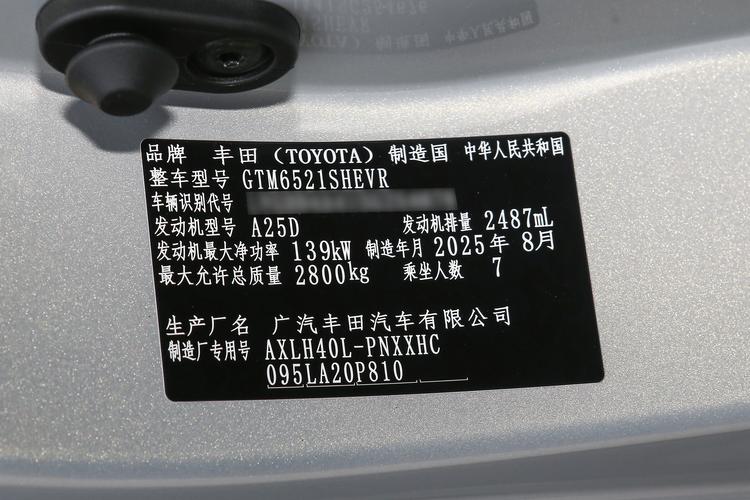 品牌 丰田(TOYOTA) 制造国 中华人民共和国
整车型号 GTM6521SHEVR
车辆识别代号
发动机型号 A25D 发动机排量 2487mL
发动机最大净功率 139kW 制造年月 2025年 8月
最大允许总质量 2800kg 乘坐人数 7
生产厂名 广汽丰田汽车有限公司
制造厂专用号 AXLH40L-PNXXHC
095LA20P810